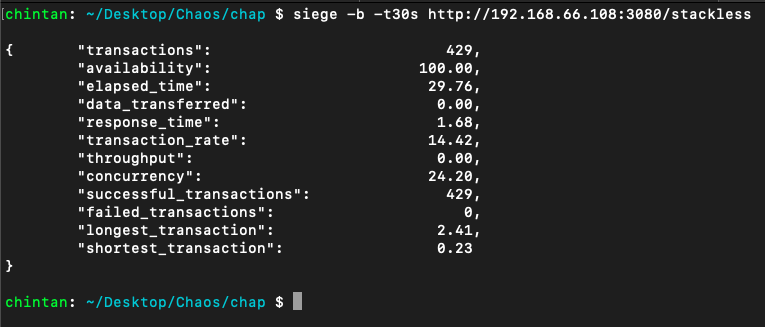 chintan: ~/Desktop/Chaos/chap $ siege -b -t30s http://192.168.66.108:3080/stackless
{ "transactions": 429,
"availability": 100.00,
"elapsed_time": 29.76,
"data_transferred": 0.00,
"response_time": 1.68,
"transaction_rate": 14.42,
"throughput": 0.00,
"concurrency": 24.20,
"successful_transactions": 429,
"failed_transactions": 0,
"longest_transaction": 2.41,
"shortest_transaction": 0.23
}
chintan: ~/Desktop/Chaos/chap $